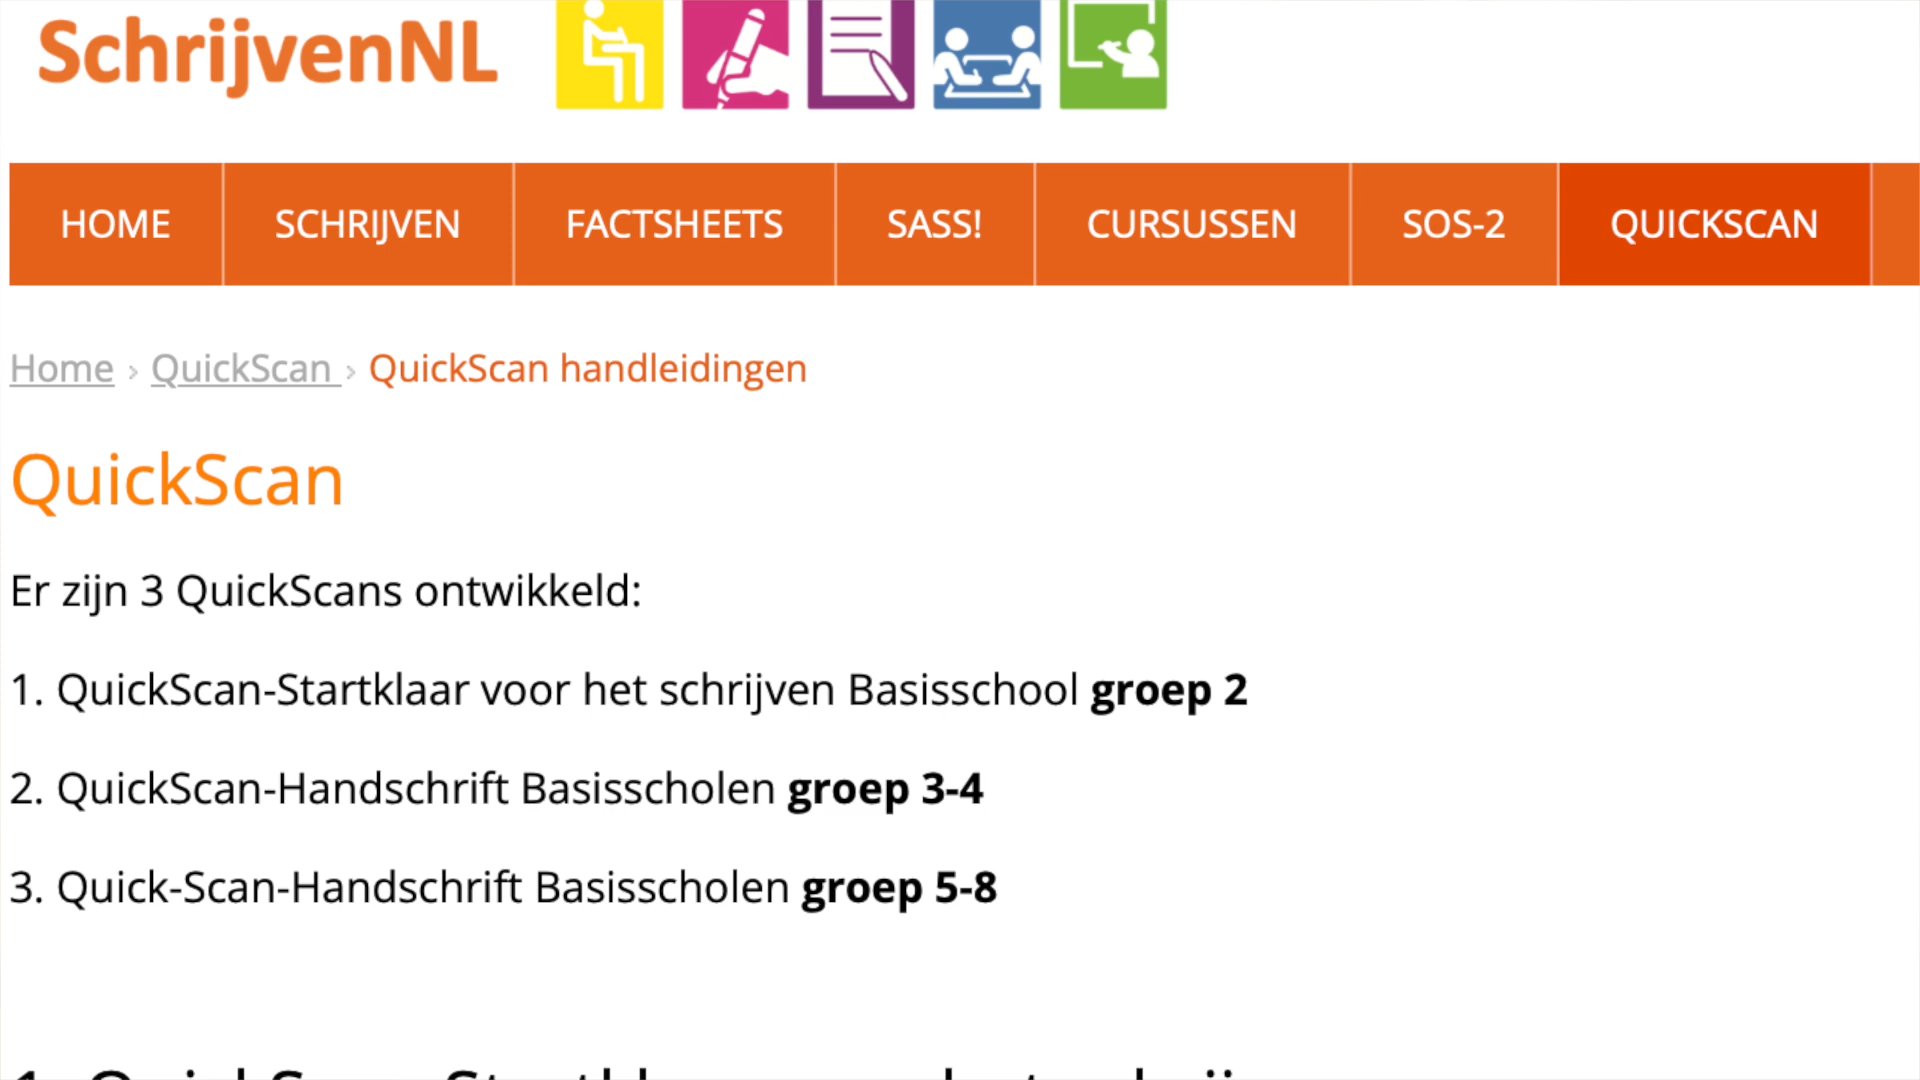 SchrijvenNL
HOME SCHRIJVEN FACTSHEETS SASS! CURSUSSEN SOS-2 QUICKSCAN
Home › QuickScan › QuickScan handleidingen
QuickScan
Er zijn 3 QuickScans ontwikkeld:
1. QuickScan-Startklaar voor het schrijven Basisschool groep 2
2. QuickScan-Handschrift Basisscholen groep 3-4
3. Quick-Scan-Handschrift Basisscholen groep 5-8